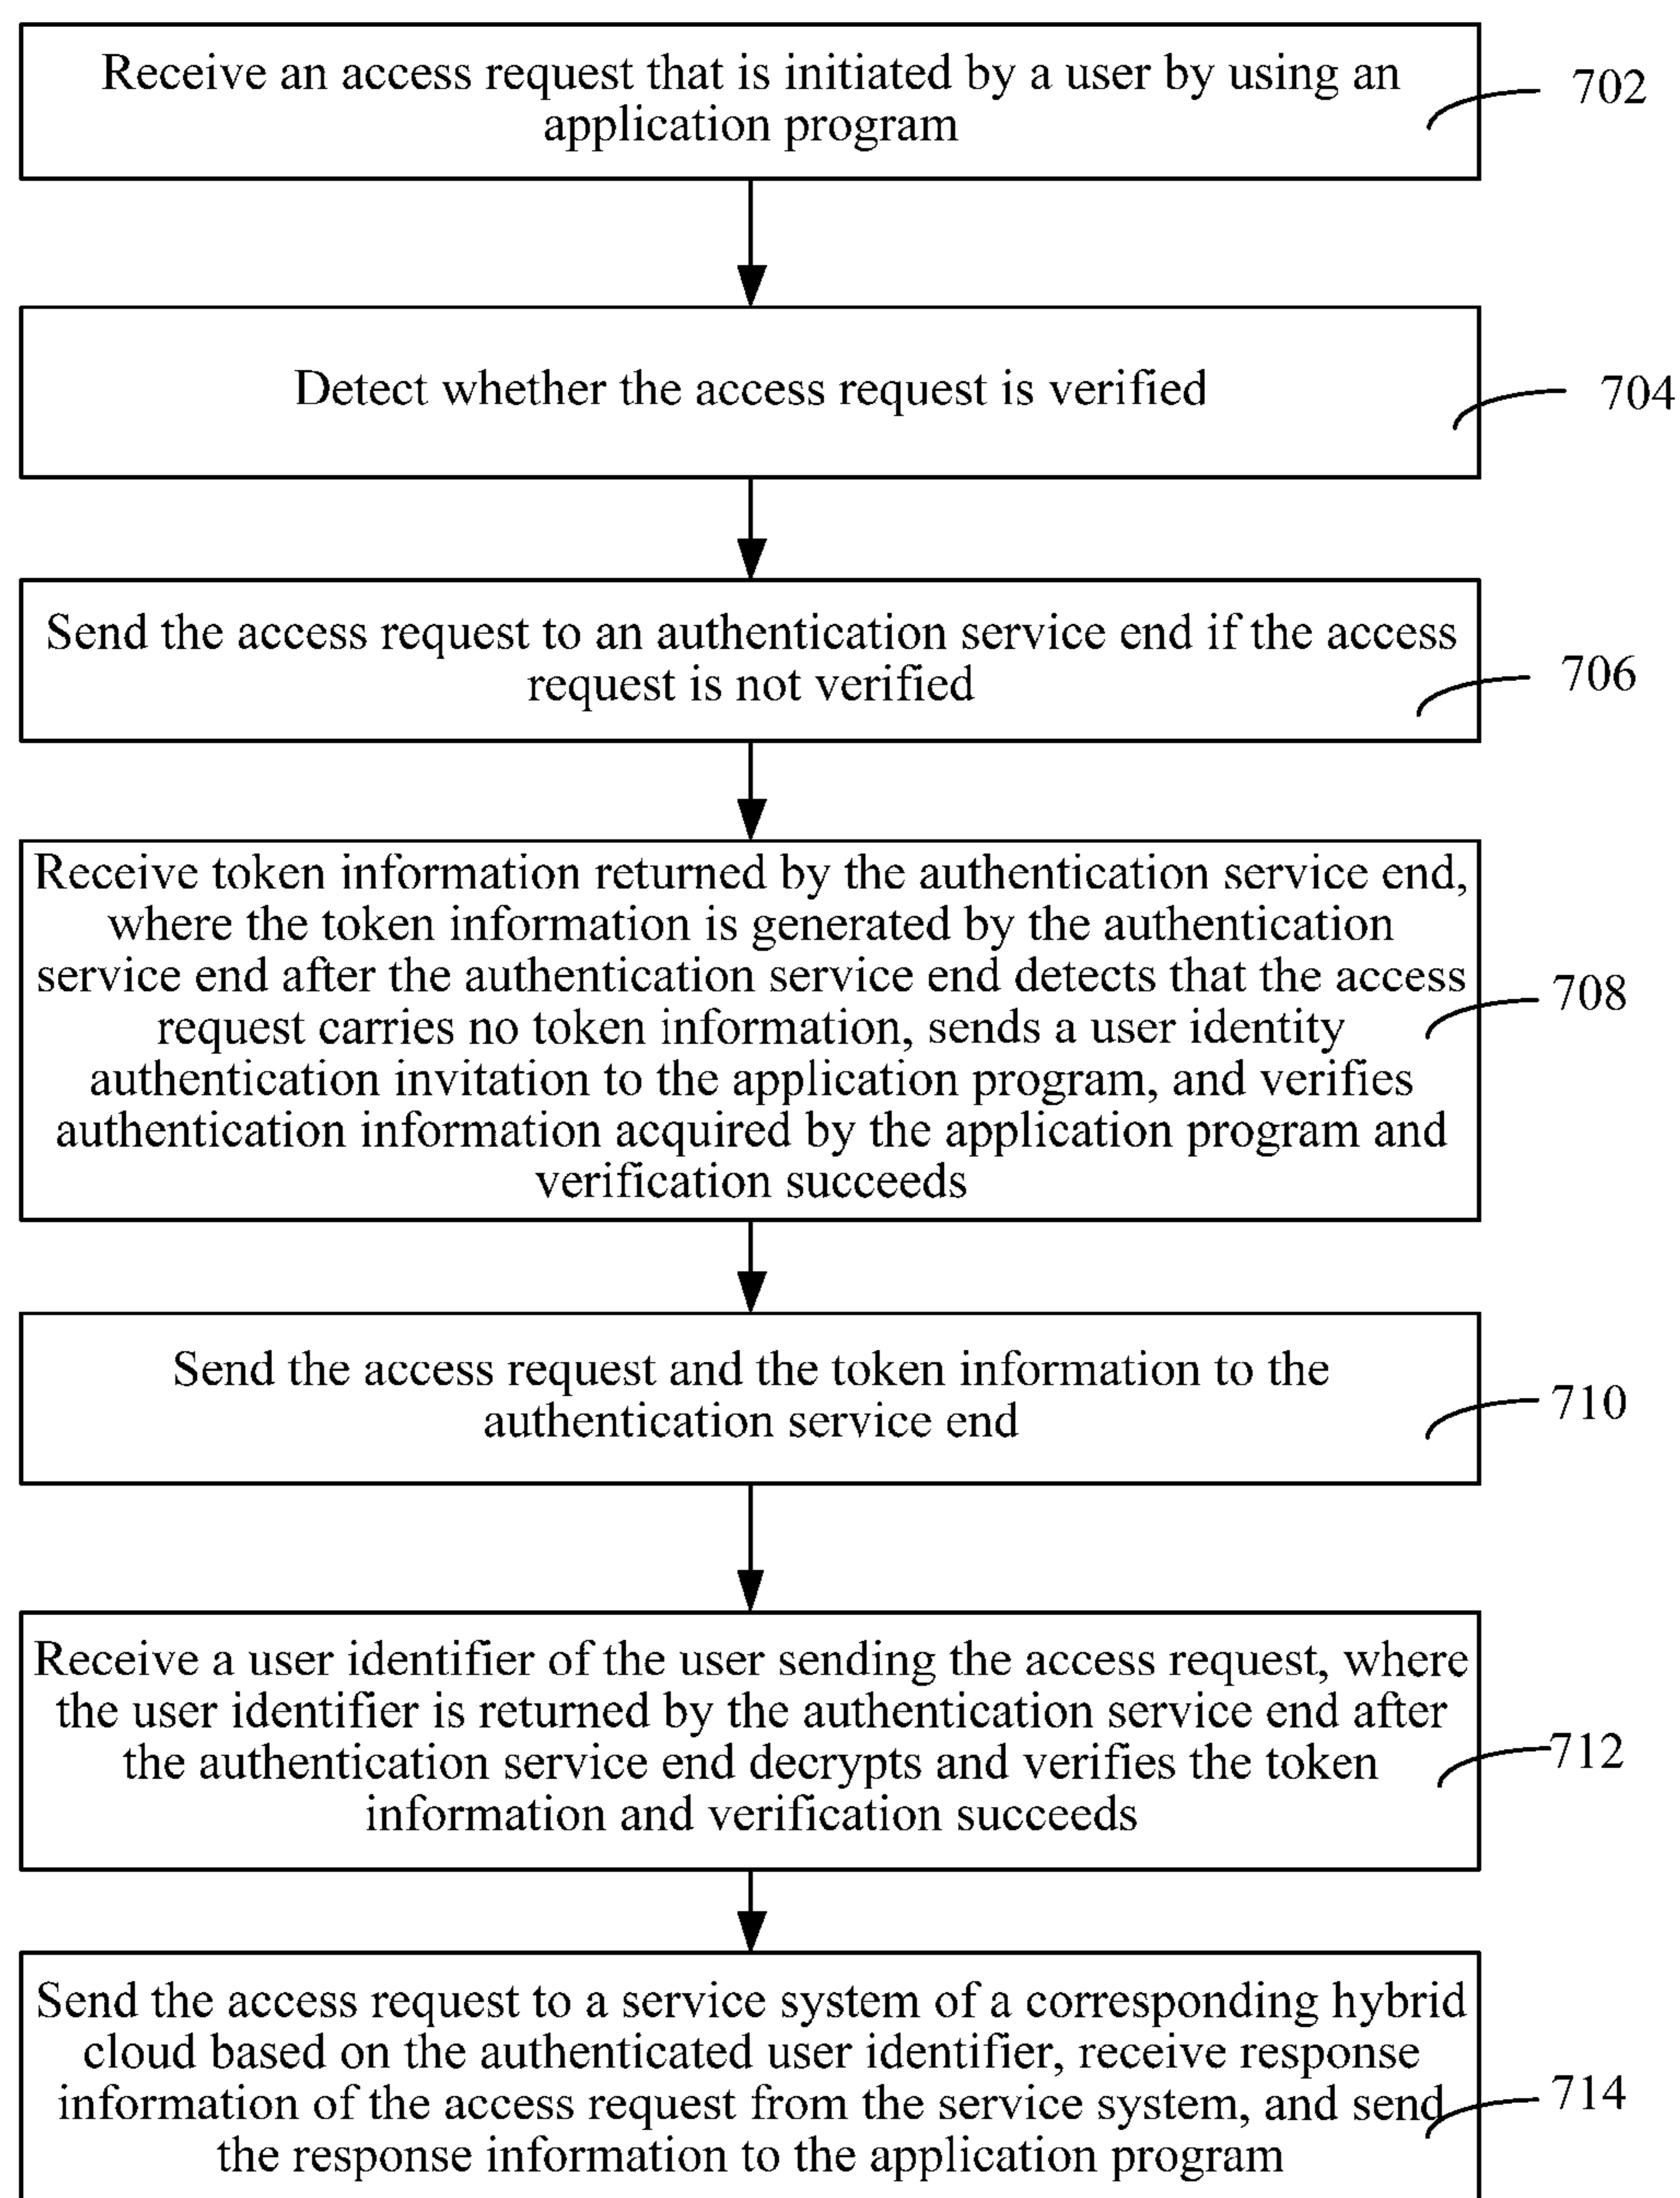 Receive an access request that is initiated by a user by using an
application program
702
Detect whether the access request is verified
704
Send the access request to an authentication service end if the access
request is not verified
706
Receive token information returned by the authentication service end,
where the token information is generated by the authentication
service end after the authentication service end detects that the access
request carries no token information, sends a user identity
authentication invitation to the application program, and verifies
authentication information acquired by the application program and
verification succeeds
708
Send the access request and the token information to the
authentication service end
710
Receive a user identifier of the user sending the access request, where
the user identifier is returned by the authentication service end after
the authentication service end decrypts and verifies the token
information and verification succeeds
712
Send the access request to a service system of a corresponding hybrid
cloud based on the authenticated user identifier, receive response
information of the access request from the service system, and send
the response information to the application program
714